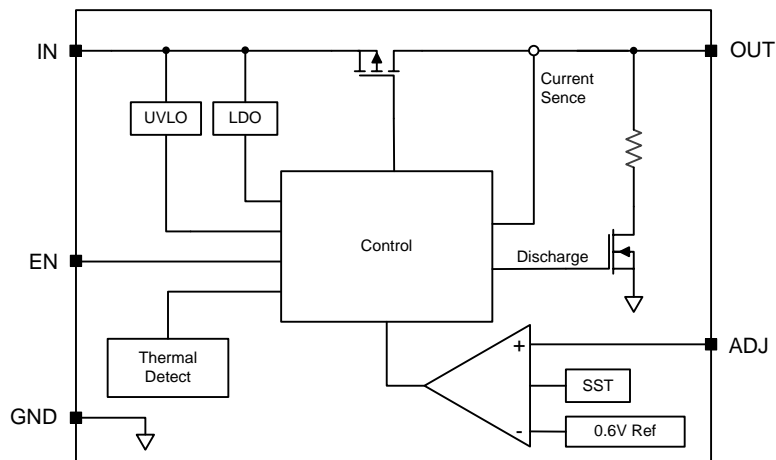 IN
OUT
Current
Sence
UVLO
LDO
Control
EN
Discharge
Thermal
Detect
+
ADJ
SST
GND
-
0.6V Ref